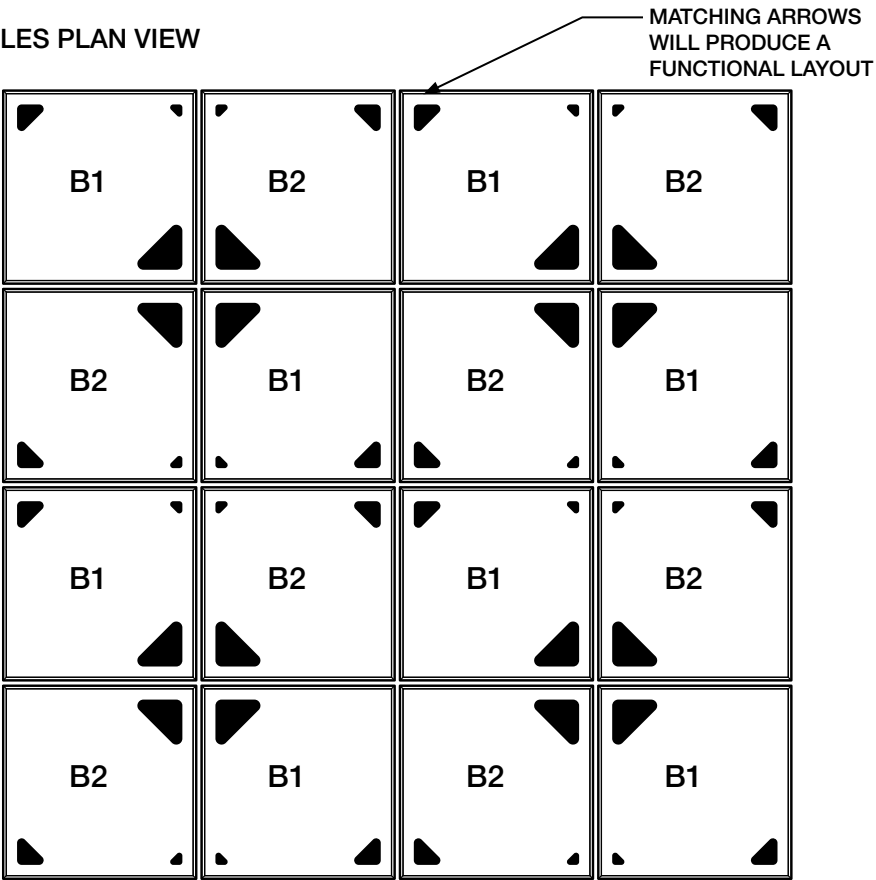 LES PLAN VIEW
MATCHING ARROWS
WILL PRODUCE A
FUNCTIONAL LAYOUT
B1 B2 B1 B2
B2 B1 B2 B1
B1 B2 B1 B2
B2 B1 B2 B1